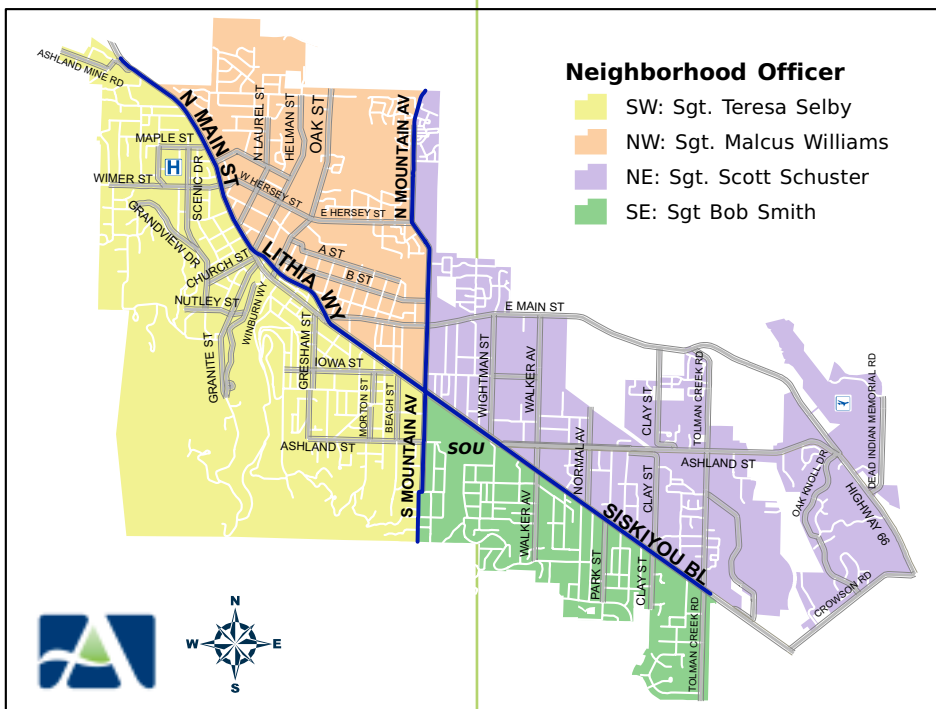 Neighborhood Officer
SW: Sgt. Teresa Selby
NW: Sgt. Malcus Williams
NE: Sgt. Scott Schuster
SE: Sgt Bob Smith
ASHLAND MINE RD
N MAIN ST
N LAUREL ST
HELMAN ST
OAK ST
N MOUNTAIN AV
MAPLE ST
H
WIMER ST
SCENIC DR
W HERSEY ST
E HERSEY ST
GRANDVIEW DR
CHURCH ST
LITHIA WY
A ST
B ST
NUTLEY ST
WINBURN WY
GRANITE ST
GRESHAM ST
IOWA ST
MORTON ST
BEACH ST
ASHLAND ST
S MOUNTAIN AV
E MAIN ST
WIGHTMAN ST
WALKER AV
CLAY ST
TOLMAN CREEK RD
DEAD INDIAN MEMORIAL RD
SOU
NORMAL AV
CLAY ST
ASHLAND ST
OAK KNOLL DR
HIGHWAY 66
WALKER AV
SISKIYOU BL
PARK ST
CLAY ST
CROWSON RD
TOLMAN CREEK RD
N
W
E
S